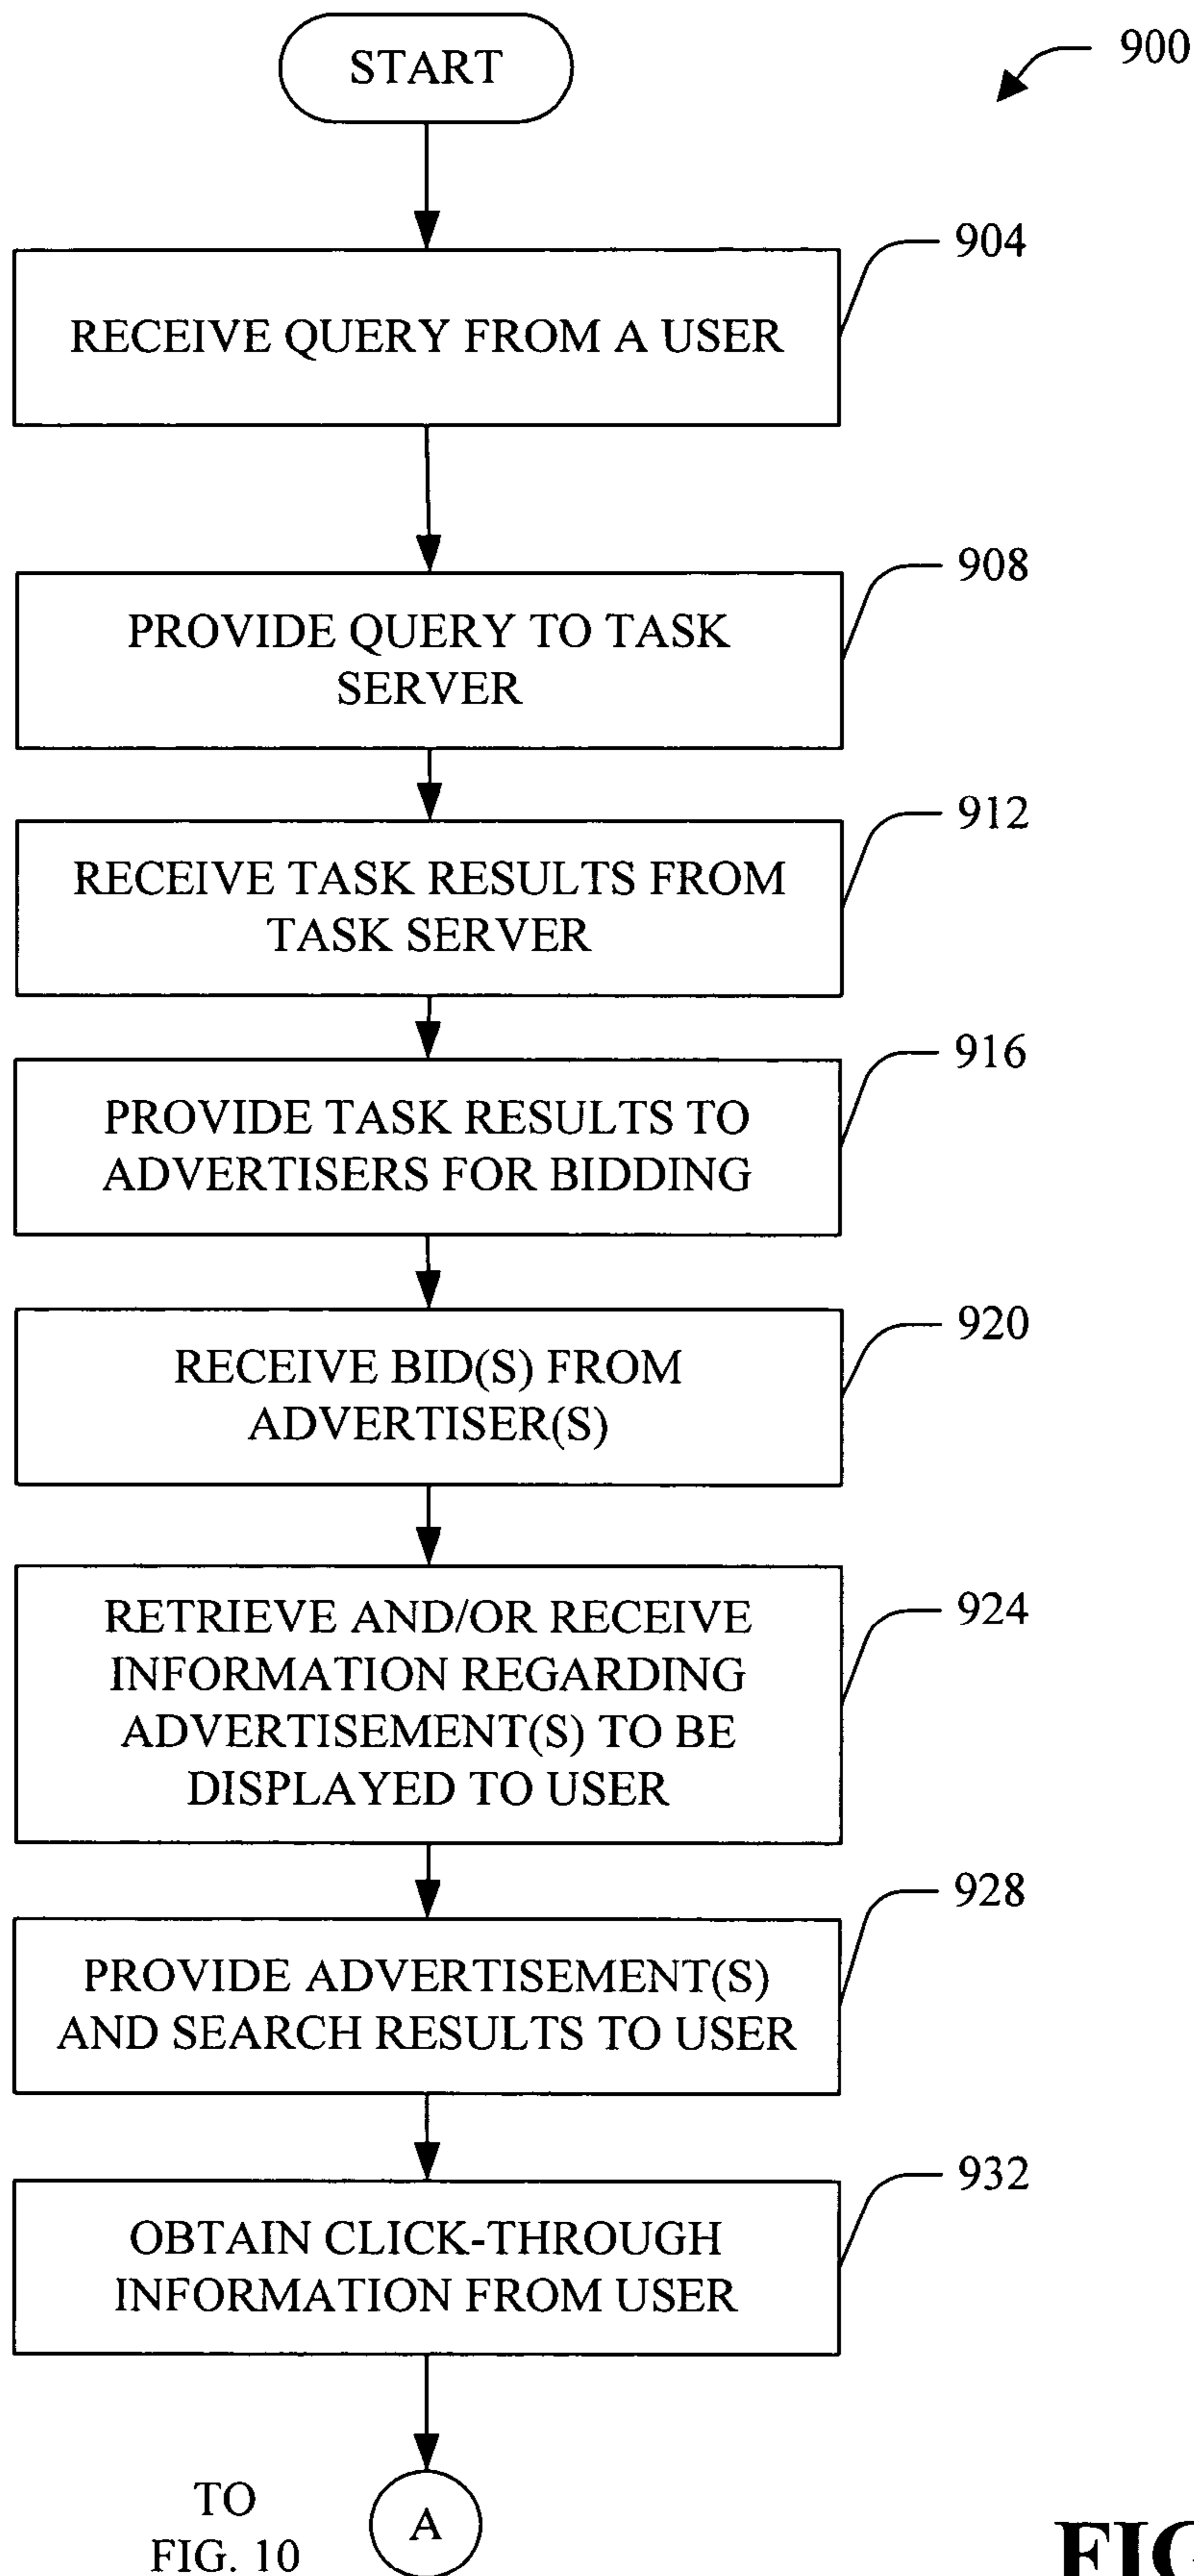 START
900
904
RECEIVE QUERY FROM A USER
908
PROVIDE QUERY TO TASK
SERVER
912
RECEIVE TASK RESULTS FROM
TASK SERVER
916
PROVIDE TASK RESULTS TO
ADVERTISERS FOR BIDDING
920
RECEIVE BID(S) FROM
ADVERTISER(S)
924
RETRIEVE AND/OR RECEIVE
INFORMATION REGARDING
ADVERTISEMENT(S) TO BE
DISPLAYED TO USER
928
PROVIDE ADVERTISEMENT(S)
AND SEARCH RESULTS TO USER
932
OBTAIN CLICK-THROUGH
INFORMATION FROM USER
TO
FIG. 10
A